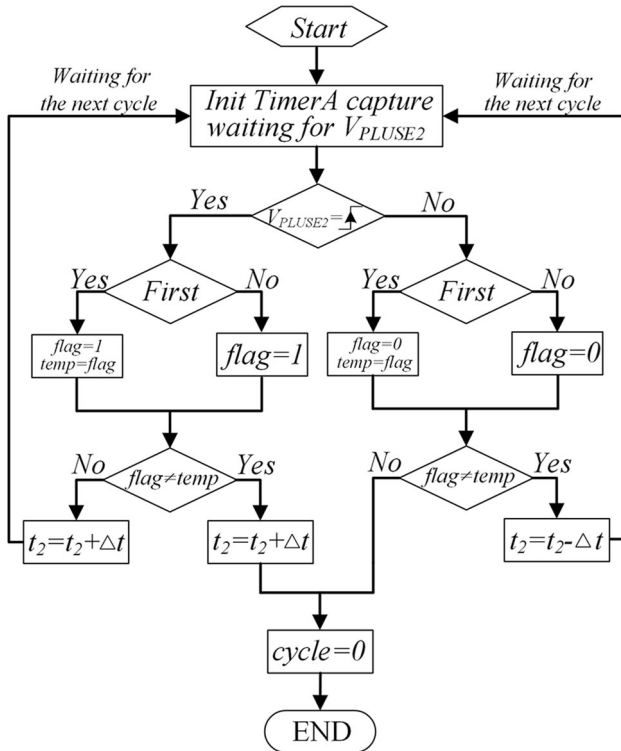 Start
Waiting for
the next cycle
Init TimerA capture
waiting for V_PLUSE2
Waiting for
the next cycle
Yes
V_PLUSE2=
No
Yes
First
No
Yes
First
No
flag=1
temp=flag
flag=1
flag=0
temp=flag
flag=0
No
flag≠temp
Yes
No
flag≠temp
Yes
t₂=t₂+△t
t₂=t₂+△t
t₂=t₂-△t
cycle=0
END